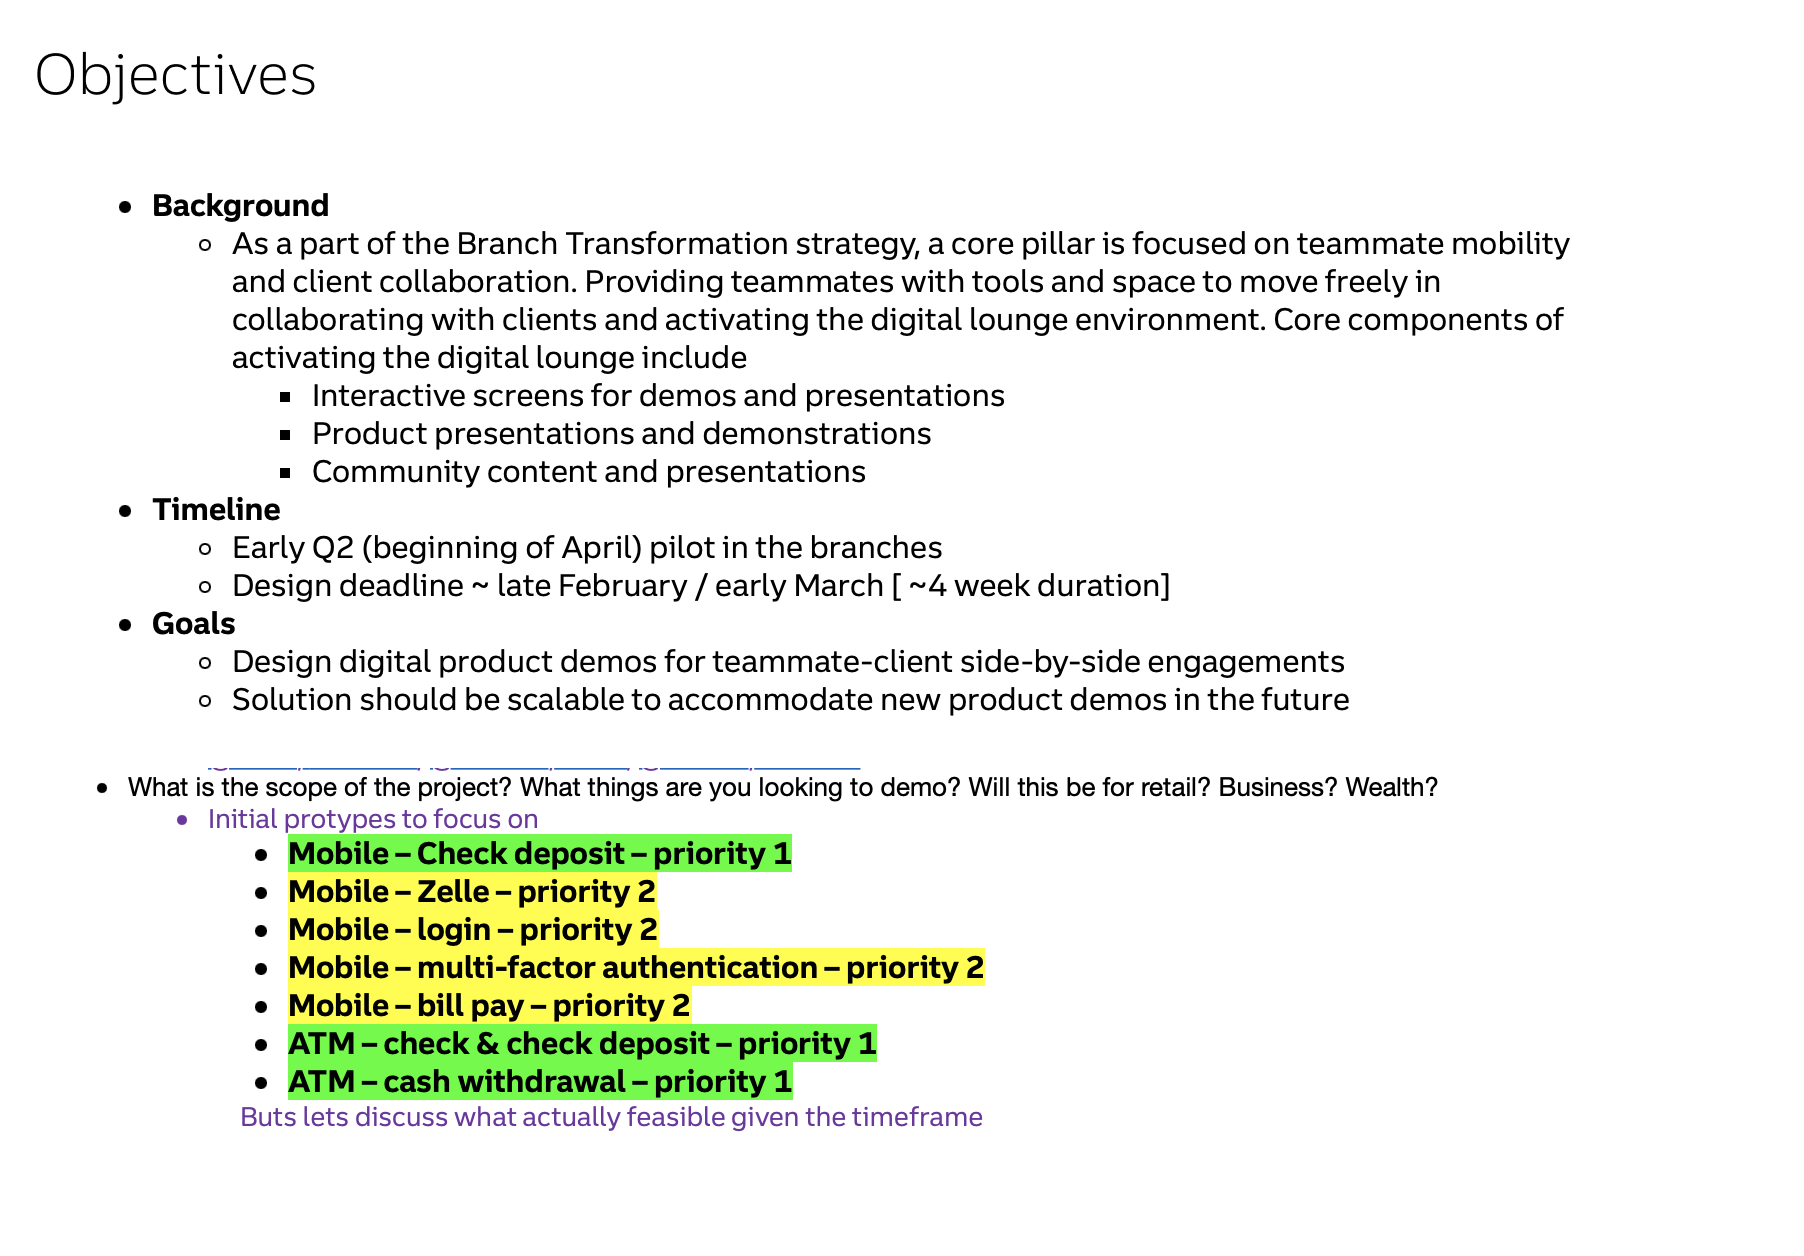 Objectives
• Background
○ As a part of the Branch Transformation strategy, a core pillar is focused on teammate mobility
and client collaboration. Providing teammates with tools and space to move freely in
collaborating with clients and activating the digital lounge environment. Core components of
activating the digital lounge include
▪ Interactive screens for demos and presentations
▪ Product presentations and demonstrations
▪ Community content and presentations
• Timeline
○ Early Q2 (beginning of April) pilot in the branches
○ Design deadline ~ late February / early March [ ~4 week duration]
• Goals
○ Design digital product demos for teammate-client side-by-side engagements
○ Solution should be scalable to accommodate new product demos in the future
• What is the scope of the project? What things are you looking to demo? Will this be for retail? Business? Wealth?
• Initial protypes to focus on
• Mobile – Check deposit – priority 1
• Mobile – Zelle – priority 2
• Mobile – login – priority 2
• Mobile – multi-factor authentication – priority 2
• Mobile – bill pay – priority 2
• ATM – check & check deposit – priority 1
• ATM – cash withdrawal – priority 1
Buts lets discuss what actually feasible given the timeframe